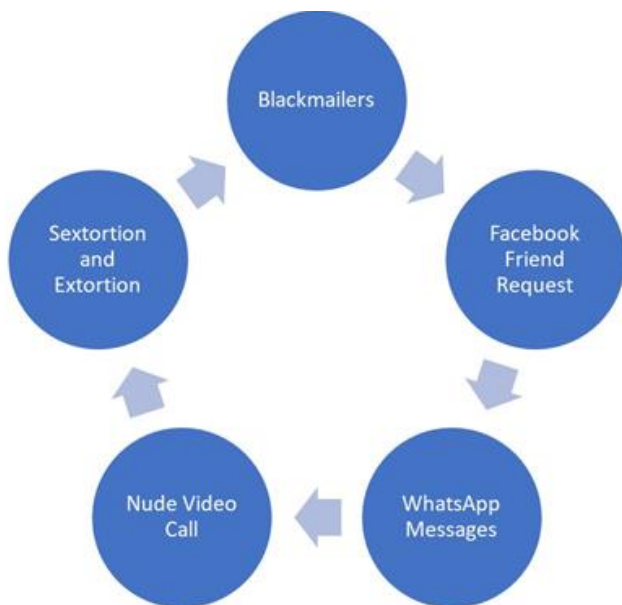 Blackmailers
Facebook
Friend
Request
WhatsApp
Messages
Nude Video
Call
Sextortion
and
Extortion